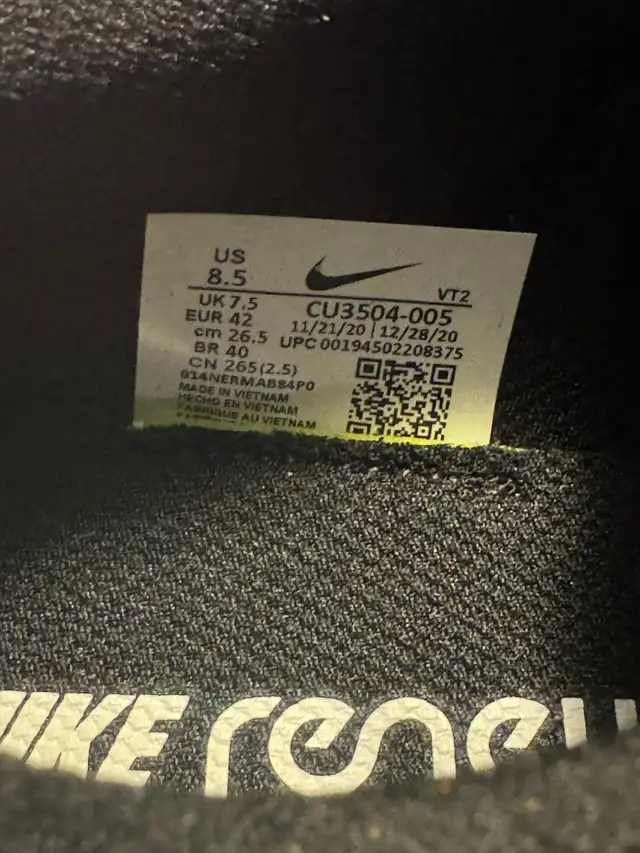 US
8.5
VT2
UK 7.5
CU3504-005
EUR 42
11/21/20 | 12/28/20
cm 26.5
UPC 00194502208375
BR 40
CN 265(2.5)
014NERMAB84P0
MADE IN VIETNAM
HECHO EN VIETNAM
FABRIQUE AU VIETNAM
NIKE renew